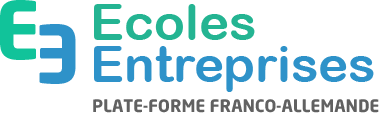 Ecoles
Entreprises
PLATE-FORME FRANCO-ALLEMANDE